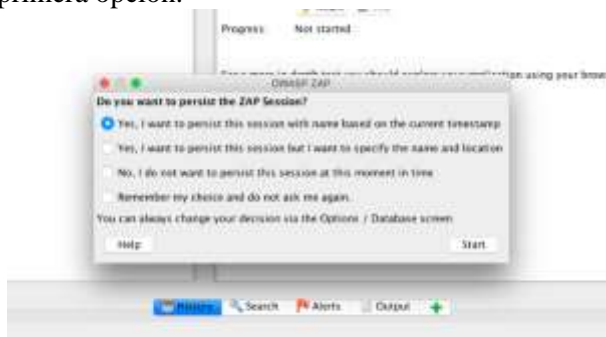 primera opción.
Progress: Not started
OWASP ZAP
Do you want to persist the ZAP Session?
Yes, I want to persist this session with name based on the current timestamp
Yes, I want to persist this session but I want to specify the name and location
No, I do not want to persist this session at this moment in time
Remember my choice and do not ask me again.
You can always change your decision via the Options / Database screen
Help Start
History Search Alerts Output